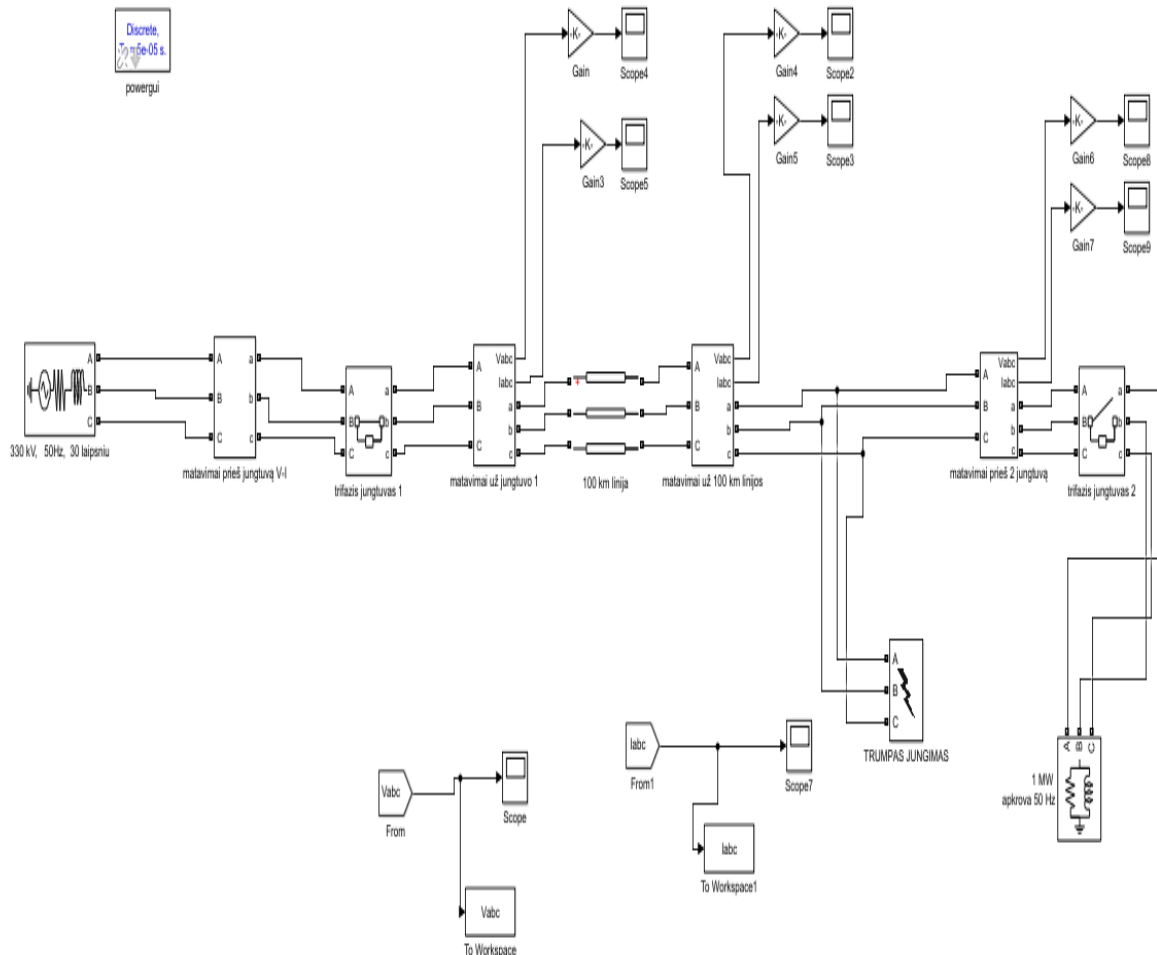 Discrete,
s.
powergui
-K-
Gain
Scope4
-K-
Gain3
Scope5
-K-
Gain4
Scope2
-K-
Gain5
Scope3
-K-
Gain6
Scope8
-K-
Gain7
Scope9
A
B
C
330 kV, 50Hz, 30 laipsniu
A
B
C
a
b
c
matavimai prieš jungtuvą V-I
A
B
C
a
b
c
trifazis jungtuvas 1
A
B
C
Vabc
Iabc
a
b
c
matavimai už jungtuvo 1
100 km linija
A
B
C
Vabc
Iabc
a
b
c
matavimai už 100 km linijos
A
B
C
Vabc
Iabc
a
b
c
matavimai prieš 2 jungtuvą
A
B
C
a
b
c
trifazis jungtuvas 2
A
B
C
TRUMPAS JUNGIMAS
A
B
C
1 MW
apkrova 50 Hz
Vabc
From
Scope
Vabc
To Workspace
Iabc
From1
Scope7
Iabc
To Workspace1